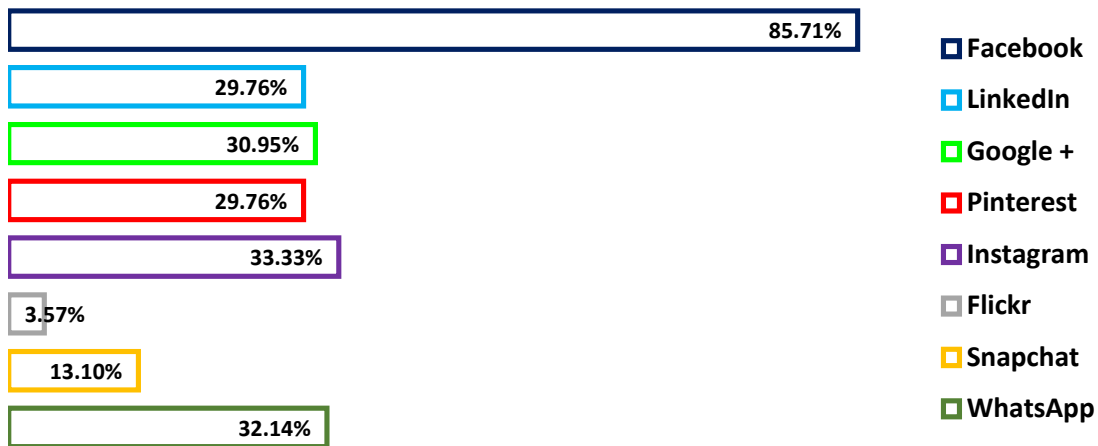 85.71%
29.76%
30.95%
29.76%
33.33%
3.57%
13.10%
32.14%
Facebook
LinkedIn
Google +
Pinterest
Instagram
Flickr
Snapchat
WhatsApp